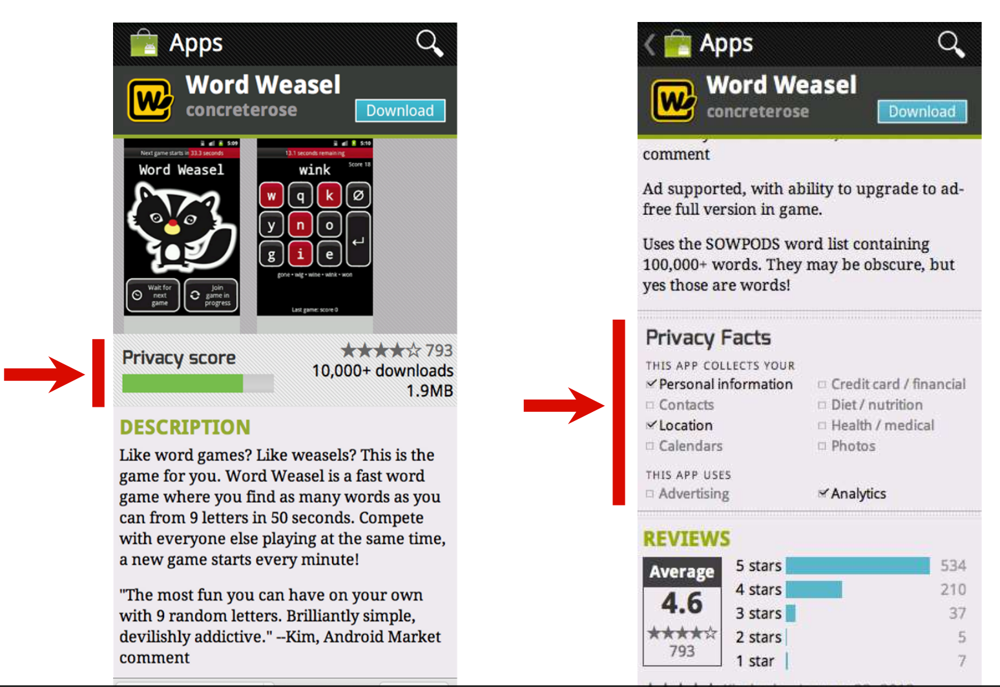 Apps
Word Weasel
concreterose
Download
5:09
Next game starts in 33.3 seconds
Word Weasel
Wait for
next
game
Join
game in
progress
5:10
13.1 seconds remaining
Score 18
wink
w q k Ø
y n o
g i e
gone • wig • wine • wink • won
Last game: score 0
Privacy score
793
10,000+ downloads
1.9MB
DESCRIPTION
Like word games? Like weasels? This is the
game for you. Word Weasel is a fast word
game where you find as many words as you
can from 9 letters in 50 seconds. Compete
with everyone else playing at the same time,
a new game starts every minute!
"The most fun you can have on your own
with 9 random letters. Brilliantly simple,
devilishly addictive." --Kim, Android Market
comment
Apps
Word Weasel
concreterose
Download
comment
Ad supported, with ability to upgrade to ad-
free full version in game.
Uses the SOWPODS word list containing
100,000+ words. They may be obscure, but
yes those are words!
Privacy Facts
THIS APP COLLECTS YOUR
Personal information
Credit card / financial
Contacts
Diet / nutrition
Location
Health / medical
Calendars
Photos
THIS APP USES
Advertising
Analytics
REVIEWS
Average
4.6
793
5 stars 534
4 stars 210
3 stars 37
2 stars 5
1 star 7